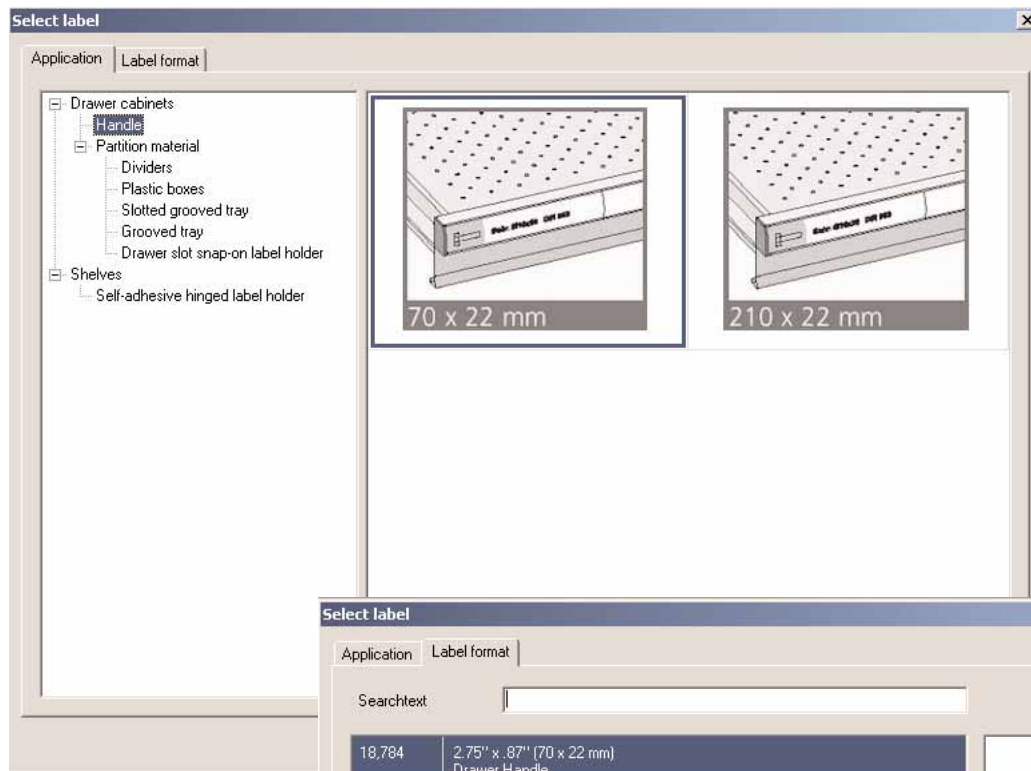 Select label
Application
Label format
Drawer cabinets
Handle
Partition material
Dividers
Plastic boxes
Slotted grooved tray
Grooved tray
Drawer slot snap-on label holder
Shelves
Self-adhesive hinged label holder
70 x 22 mm
210 x 22 mm
Select label
Application
Label format
Searchtext
18,784
2.75" x .87" (70 x 22 mm)
Drawer Handle